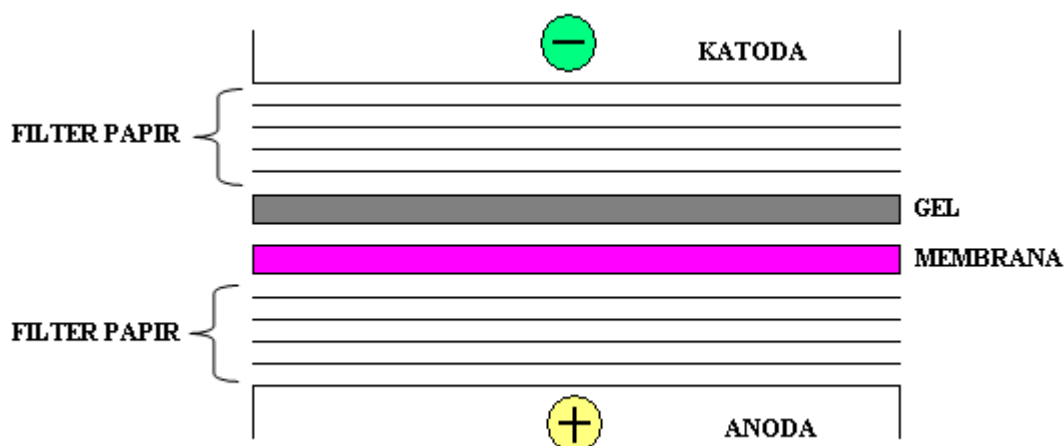 −
KATODA
FILTER PAPIR
GEL
MEMBRANA
FILTER PAPIR
+
ANODA